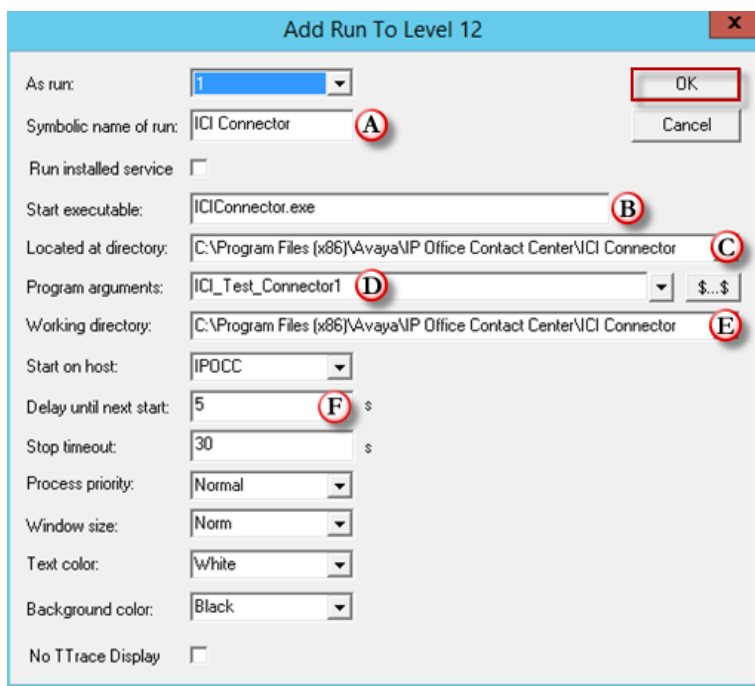 Add Run To Level 12
x
As run: 1
OK
Symbolic name of run: ICI Connector A
Cancel
Run installed service
Start executable: ICIConnector.exe B
Located at directory: C:\Program Files (x86)\Avaya\IP Office Contact Center\ICI Connector C
Program arguments: ICI_Test_Connector1 D $...$
Working directory: C:\Program Files (x86)\Avaya\IP Office Contact Center\ICI Connector E
Start on host: IPOCC
Delay until next start: 5 F s
Stop timeout: 30 s
Process priority: Normal
Window size: Norm
Text color: White
Background color: Black
No TTrace Display